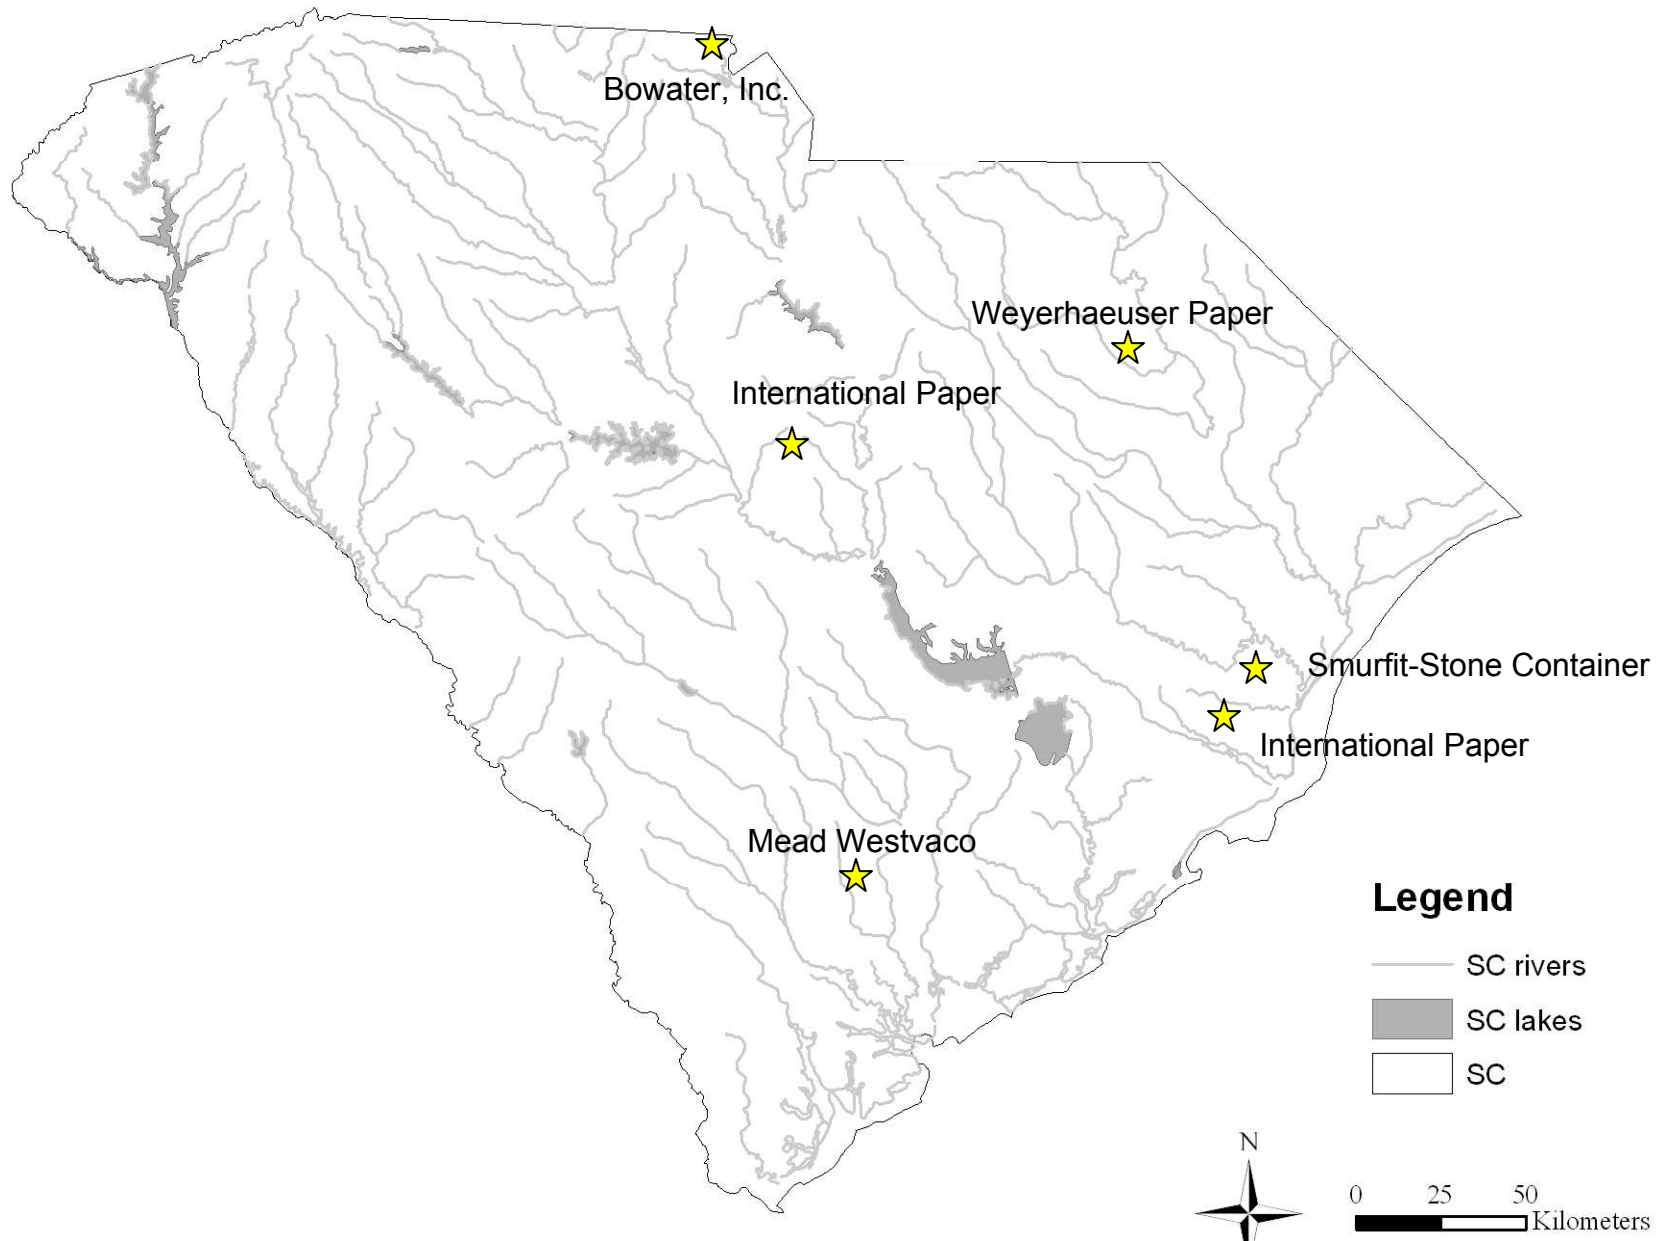 Bowater, Inc.
Weyerhaeuser Paper
International Paper
Smurfit-Stone Container
International Paper
Mead Westvaco
Legend
SC rivers
SC lakes
SC
N
0 25 50
Kilometers